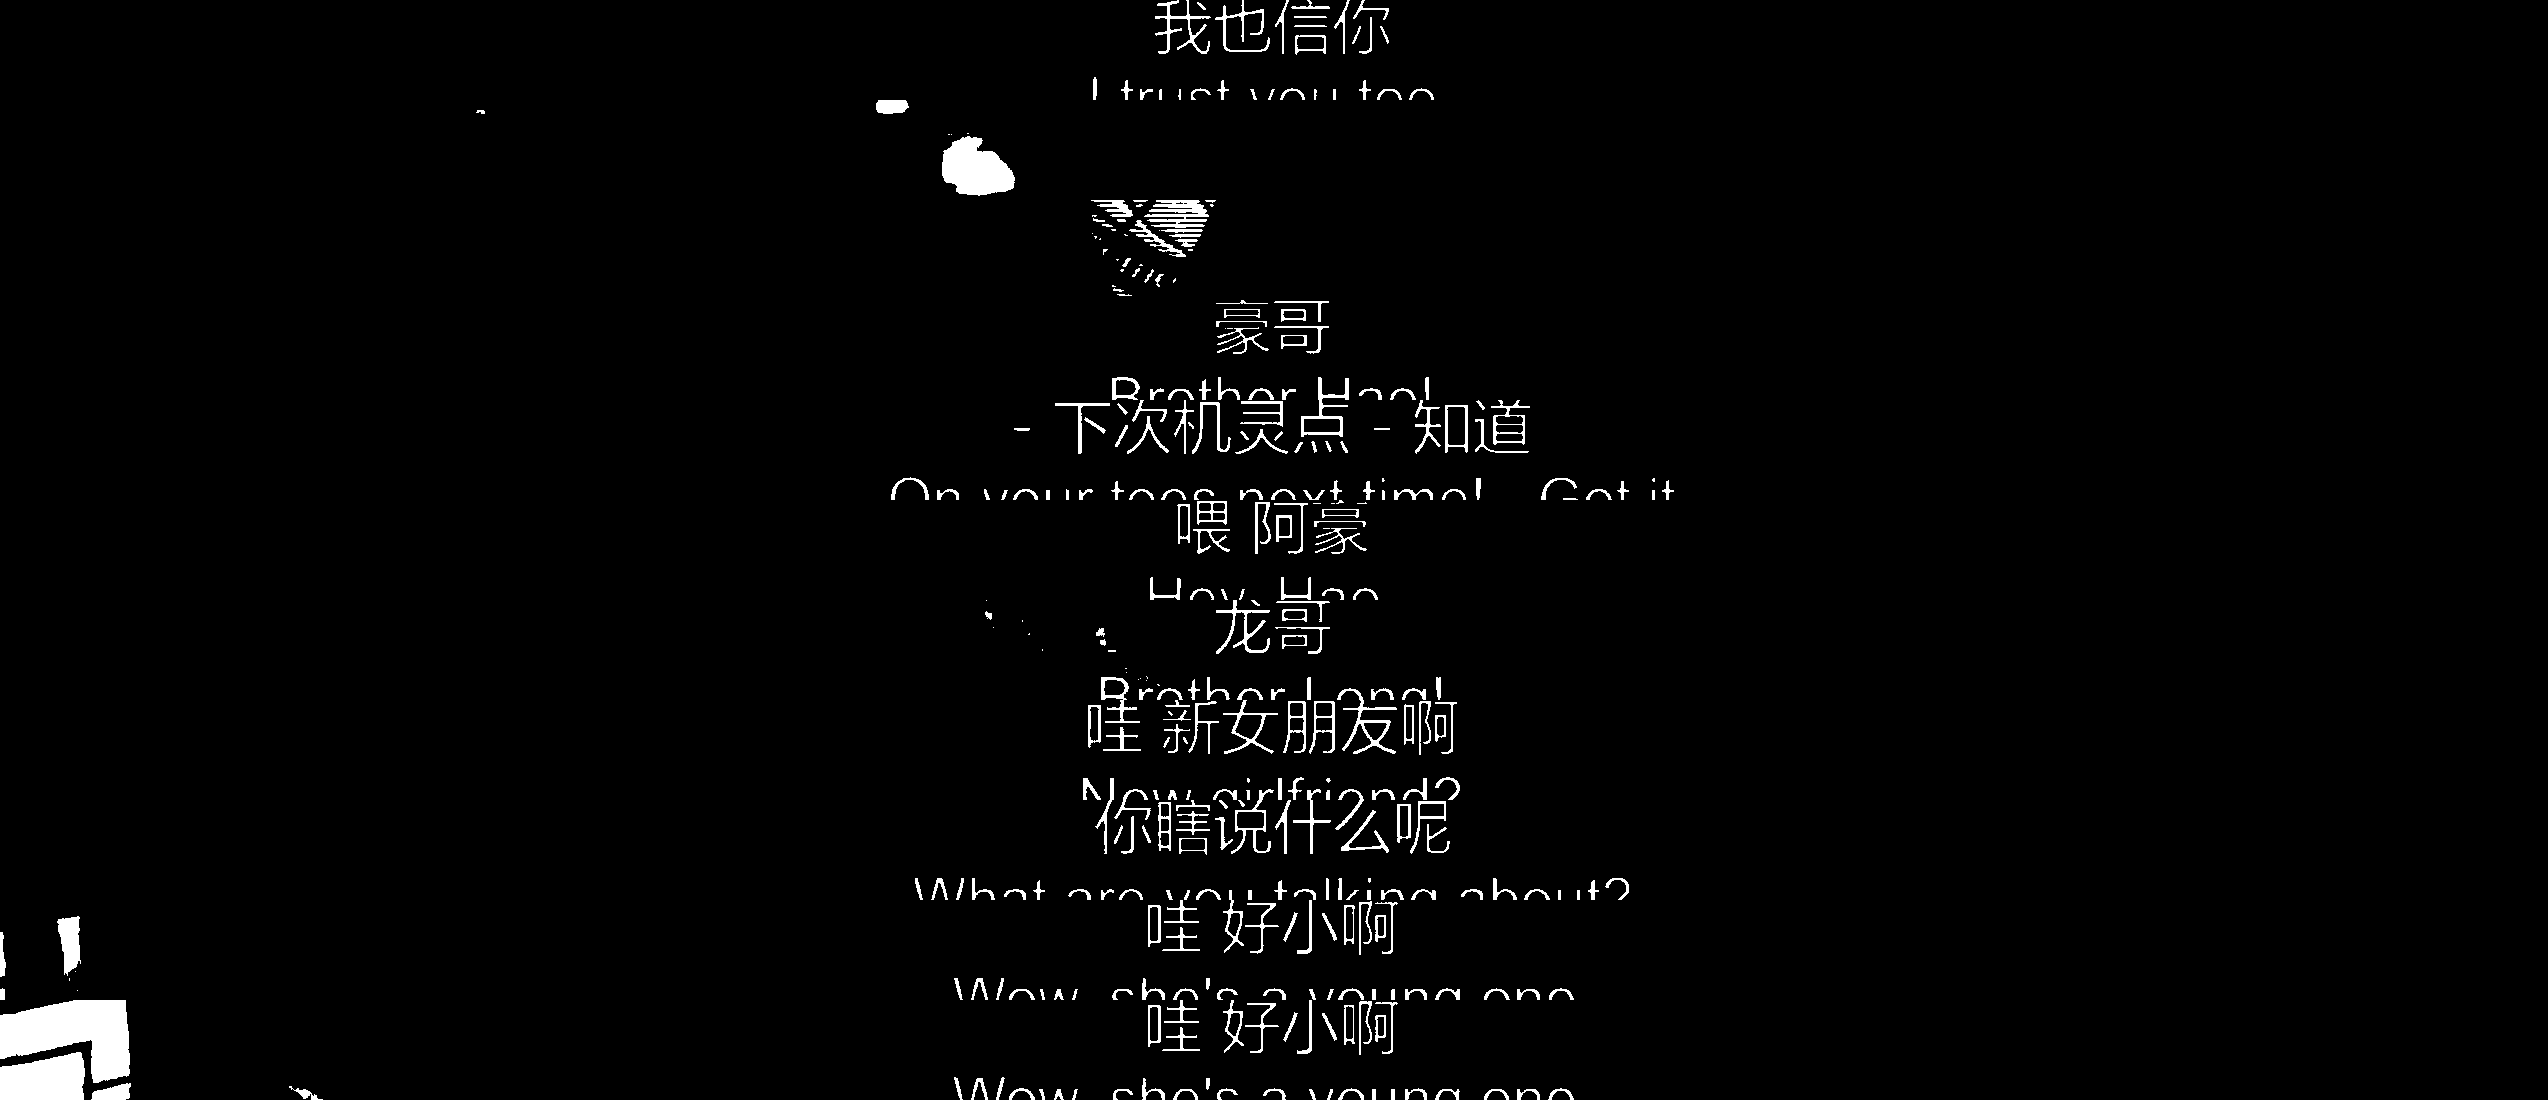 我也信你
I trust you too
豪哥
Brother Hao!
- 下次机灵点 - 知道
On your toes next time! - Got it
喂 阿豪
Hey, Hao
龙哥
Brother Long!
哇 新女朋友啊
New girlfriend?
你瞎说什么呢
What are you talking about?
哇 好小啊
Wow, she's a young one
哇 好小啊
Wow, she's a young one